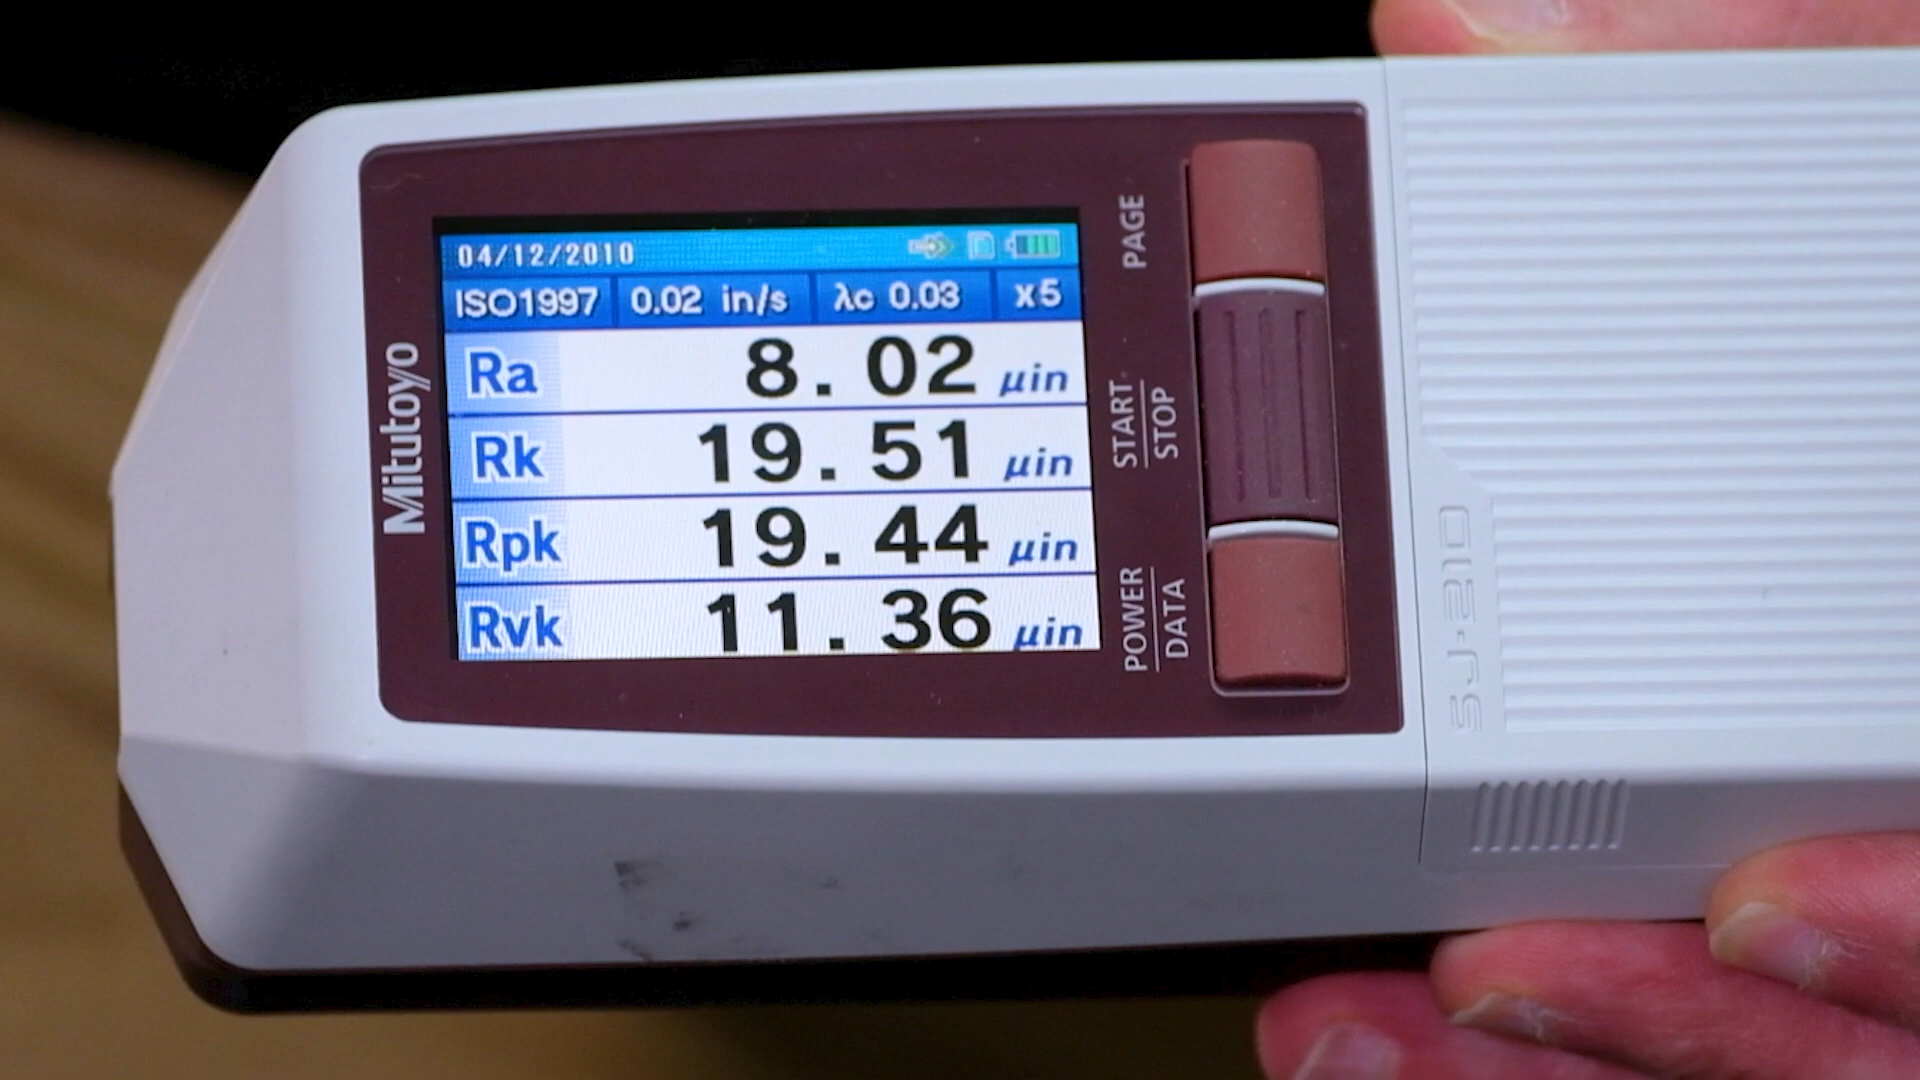 04/12/2010
ISO1997 0.02 in/s λc 0.03 x5
Ra 8.02 µin
Rk 19.51 µin
Rpk 19.44 µin
Rvk 11.36 µin
Mitutoyo
PAGE
START
STOP
POWER
DATA
SJ-210